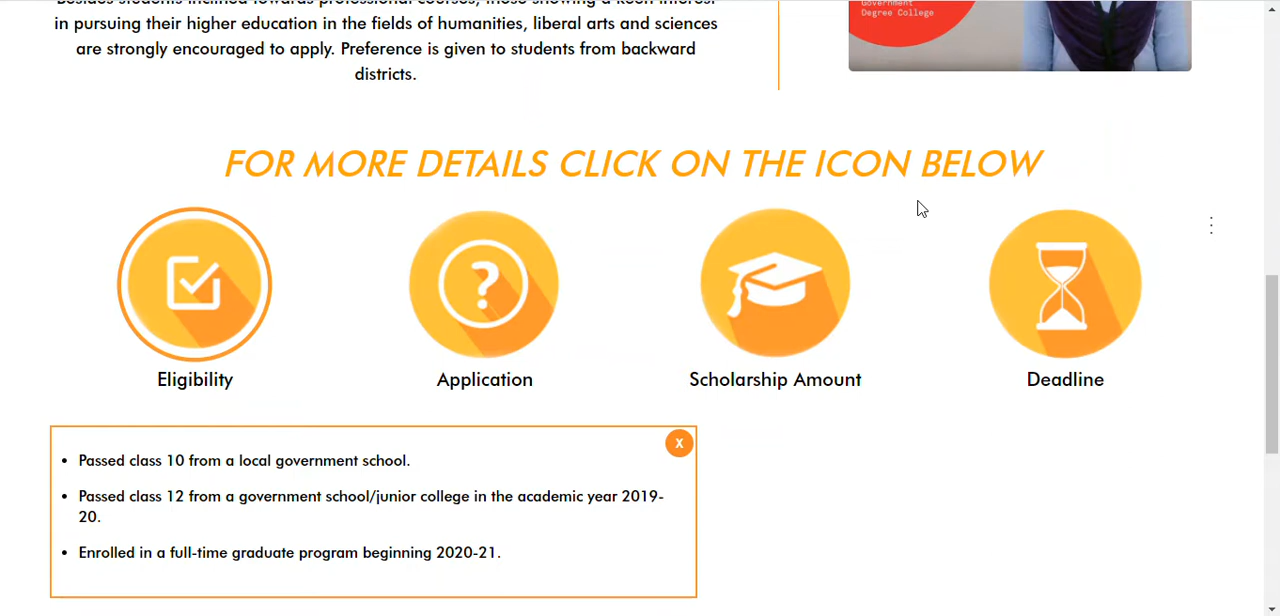 in pursuing their higher education in the fields of humanities, liberal arts and sciences
are strongly encouraged to apply. Preference is given to students from backward
districts.
Government
Degree College
FOR MORE DETAILS CLICK ON THE ICON BELOW
Eligibility
Application
Scholarship Amount
Deadline
X
• Passed class 10 from a local government school.
• Passed class 12 from a government school/junior college in the academic year 2019-
20.
• Enrolled in a full-time graduate program beginning 2020-21.